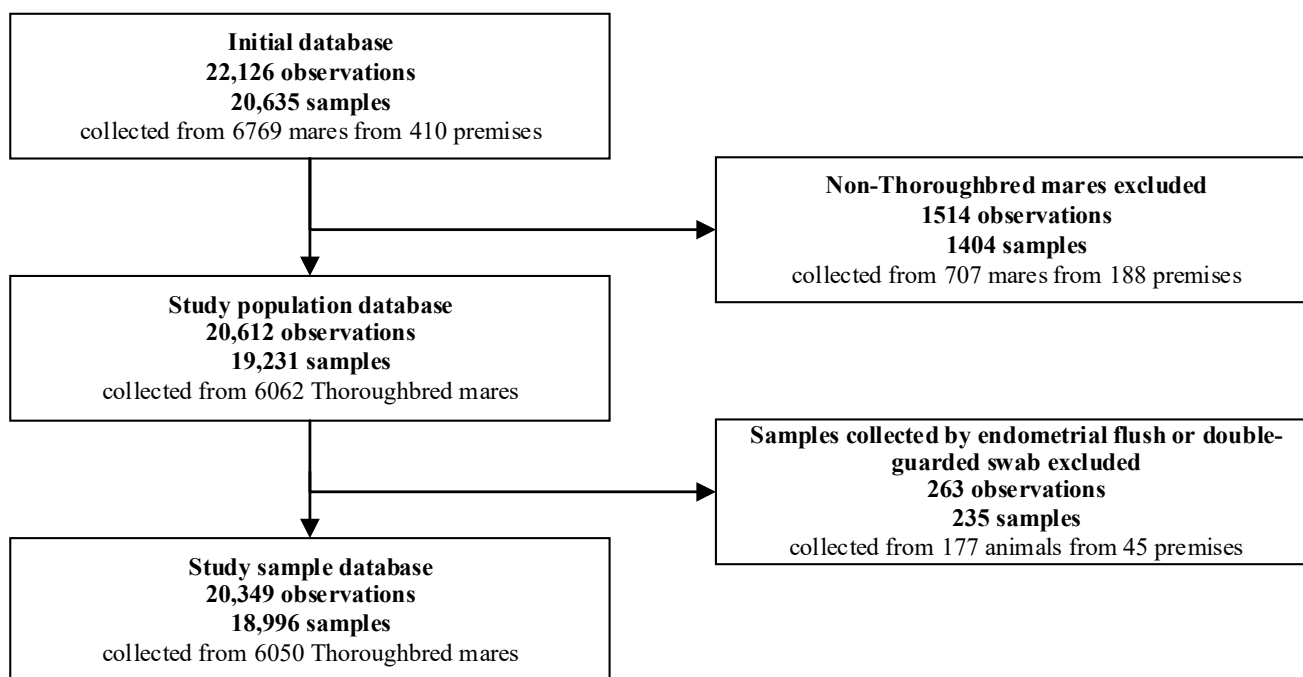 Initial database
22,126 observations
20,635 samples
collected from 6769 mares from 410 premises
Non-Thoroughbred mares excluded
1514 observations
1404 samples
collected from 707 mares from 188 premises
Study population database
20,612 observations
19,231 samples
collected from 6062 Thoroughbred mares
Samples collected by endometrial flush or double-
guarded swab excluded
263 observations
235 samples
collected from 177 animals from 45 premises
Study sample database
20,349 observations
18,996 samples
collected from 6050 Thoroughbred mares